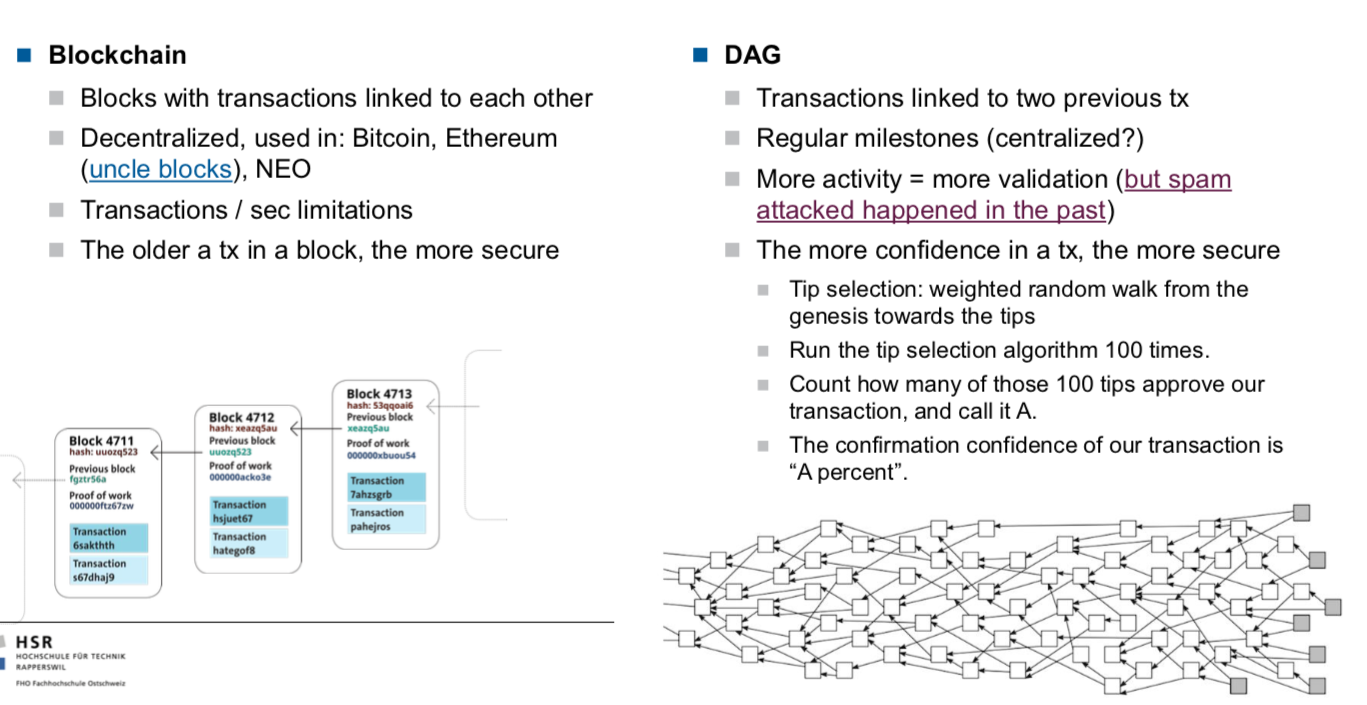 Blockchain
Blocks with transactions linked to each other
Decentralized, used in: Bitcoin, Ethereum
(uncle blocks), NEO
Transactions / sec limitations
The older a tx in a block, the more secure
Block 4711
hash: uuozq523
Previous block
fgztr56a
Proof of work
000000ftz67zw
Transaction
6sakthth
Transaction
s67dhaj9
Block 4712
hash: xeazq5au
Previous block
uuozq523
Proof of work
000000acko3e
Transaction
hsjuet67
Transaction
hategof8
Block 4713
hash: 53qqoai6
Previous block
xeazq5au
Proof of work
000000xbuou54
Transaction
7ahzsgrb
Transaction
pahejros
HSR
HOCHSCHULE FÜR TECHNIK
RAPPERSWIL
FHO Fachhochschule Ostschweiz
DAG
Transactions linked to two previous tx
Regular milestones (centralized?)
More activity = more validation (but spam
attacked happened in the past)
The more confidence in a tx, the more secure
Tip selection: weighted random walk from the
genesis towards the tips
Run the tip selection algorithm 100 times.
Count how many of those 100 tips approve our
transaction, and call it A.
The confirmation confidence of our transaction is
“A percent”.